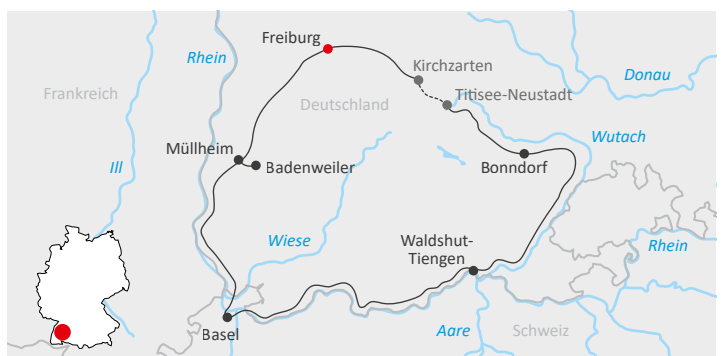 Freiburg
Rhein
Kirchzarten
Donau
Frankreich
Deutschland
Titisee-Neustadt
Wutach
Müllheim
Badenweiler
Bonndorf
Ill
Wiese
Waldshut-
Tiengen
Rhein
Basel
Aare
Schweiz